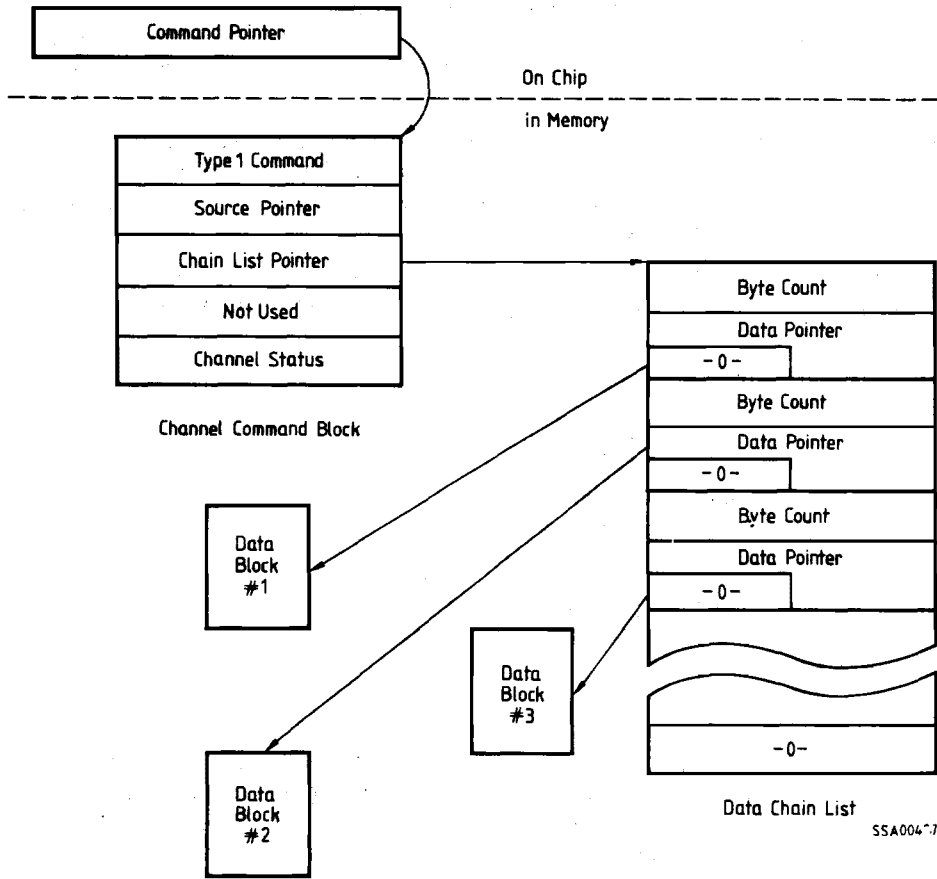 Command Pointer
On Chip
in Memory
Type 1 Command
Source Pointer
Chain List Pointer
Not Used
Channel Status
Channel Command Block
Byte Count
Data Pointer
-0-
Byte Count
Data Pointer
-0-
Byte Count
Data Pointer
-0-
-0-
Data Chain List
Data
Block
#1
Data
Block
#2
Data
Block
#3